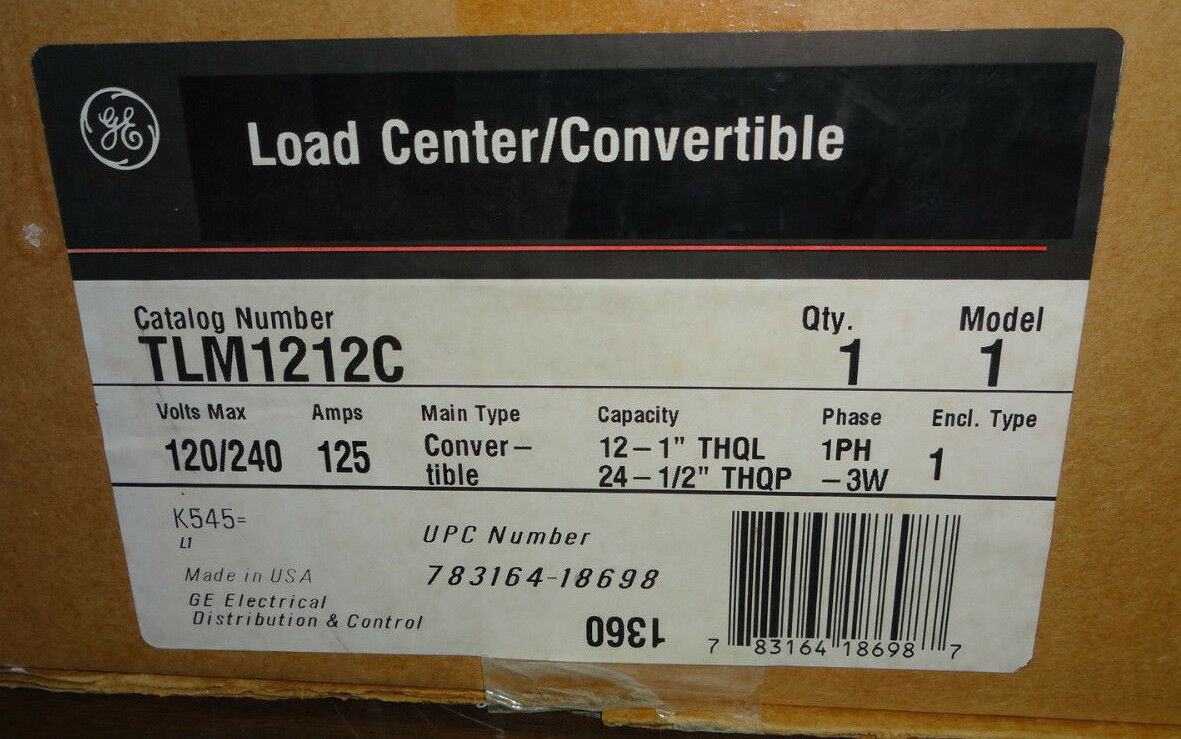 GE
Load Center/Convertible
Catalog Number Qty. Model
TLM1212C 1 1
Volts Max Amps Main Type Capacity Phase Encl. Type
120/240 125 Conver– 12–1" THQL 1PH 1
tible 24–1/2" THQP –3W
K545=
L1
UPC Number
Made in USA
783164-18698
GE Electrical
Distribution & Control
1360
7 83164 18698 7